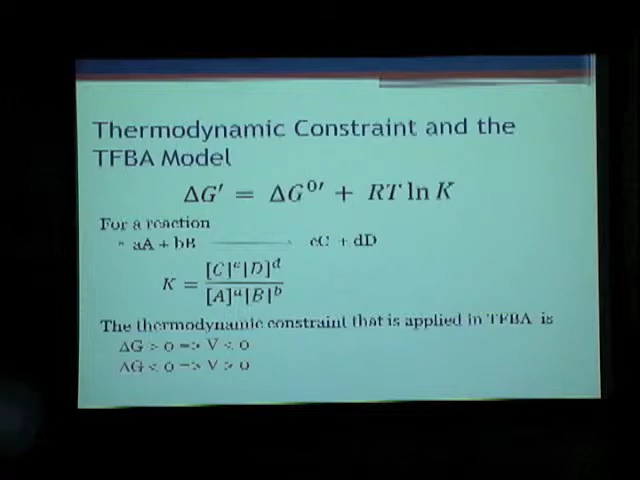 Thermodynamic Constraint and the
TFBA Model
ΔG′ = ΔG⁰′ + RT ln K
For a reaction
aA + bB → cC + dD
K = [C]ᶜ[D]ᵈ / [A]ᵃ[B]ᵇ
The thermodynamic constraint that is applied in TFBA is
ΔG > 0 => V < 0
ΔG < 0 => V > 0